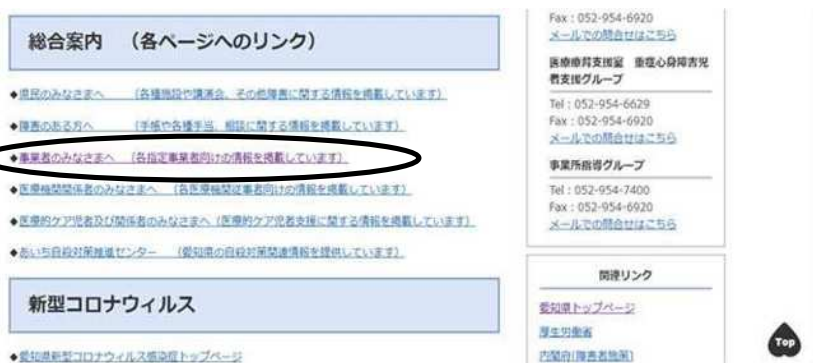 総合案内 （各ページへのリンク）
◆県民のみなさまへ （各種施設や講演会、その他障害に関する情報を掲載しています）
◆障害のある方へ （手帳や各種手当、相談に関する情報を掲載しています）
◆事業者のみなさまへ （各指定事業者向けの情報を掲載しています）
◆医療機関関係者のみなさまへ （各医療機関従事者向けの情報を掲載しています）
◆医療的ケア児者及び関係者のみなさまへ（医療的ケア児者支援に関する情報を掲載しています）
◆あいち自殺対策推進センター （愛知県の自殺対策関連情報を提供しています）
新型コロナウィルス
◆愛知県新型コロナウイルス感染症トップページ
Fax：052-954-6920
メールでの問合せはこちら
医療療育支援室 重症心身障害児
者支援グループ
Tel：052-954-6629
Fax：052-954-6920
メールでの問合せはこちら
事業所指導グループ
Tel：052-954-7400
Fax：052-954-6920
メールでの問合せはこちら
関連リンク
愛知県トップページ
厚生労働省
内閣府(障害者施策)
Top